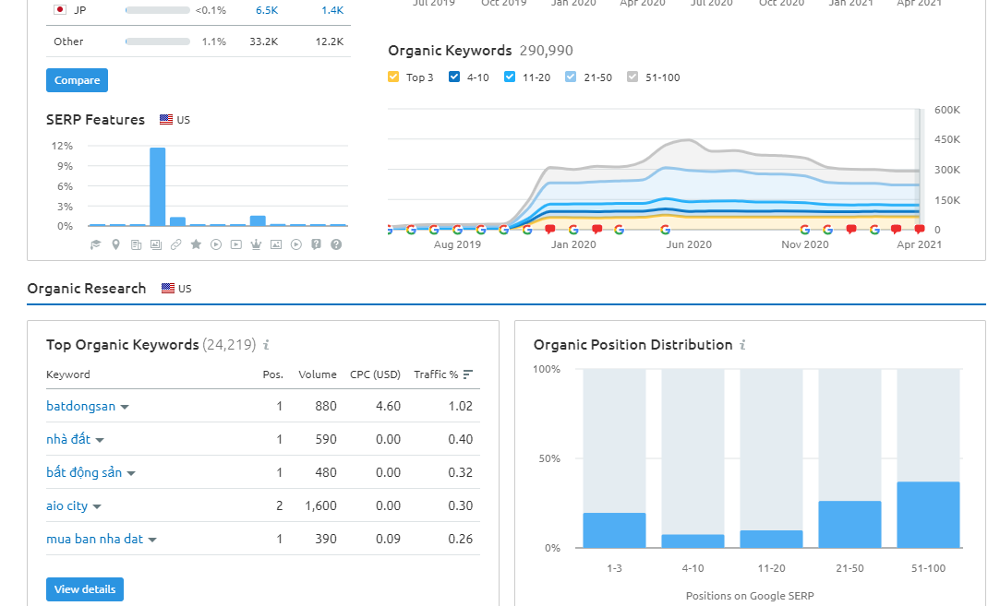 Jul 2019 Oct 2019 Jan 2020 Apr 2020 Jul 2020 Oct 2020 Jan 2021 Apr 2021
JP <0.1% 6.5K 1.4K
Other 1.1% 33.2K 12.2K
Compare
Organic Keywords 290,990
Top 3 4-10 11-20 21-50 51-100
SERP Features US
12%
9%
6%
3%
0%
600K
450K
300K
150K
0
Aug 2019 Jan 2020 Jun 2020 Nov 2020 Apr 2021
Organic Research US
Top Organic Keywords (24,219) i
Keyword Pos. Volume CPC (USD) Traffic %
batdongsan 1 880 4.60 1.02
nhà đất 1 590 0.00 0.40
bất động sản 1 480 0.00 0.32
aio city 2 1,600 0.00 0.30
mua ban nha dat 1 390 0.09 0.26
View details
Organic Position Distribution i
100%
50%
0%
1-3 4-10 11-20 21-50 51-100
Positions on Google SERP